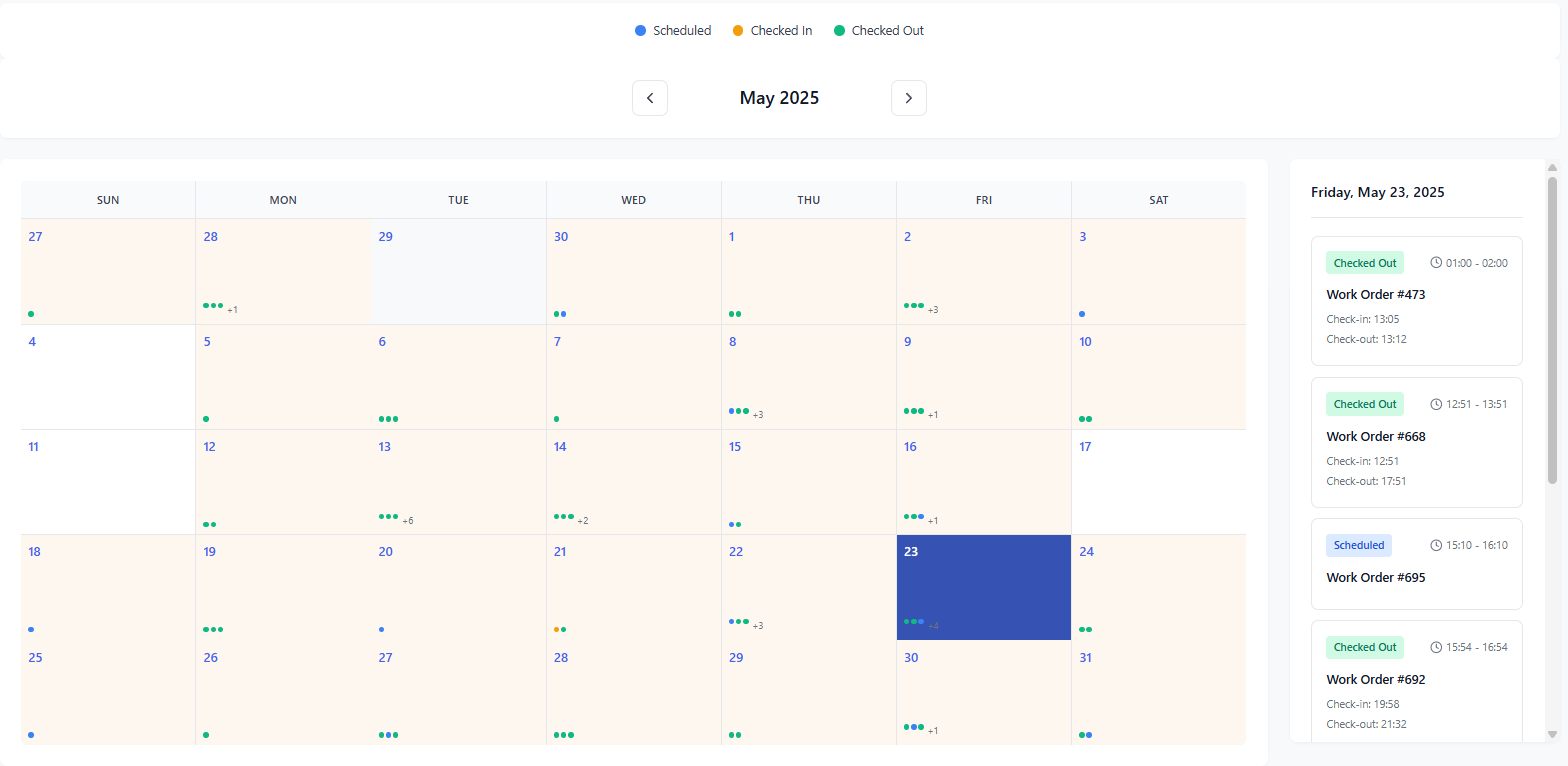 Scheduled Checked In Checked Out
May 2025
SUN MON TUE WED THU FRI SAT
27 28 29 30 1 2 3
+1 +3
4 5 6 7 8 9 10
+3 +1
11 12 13 14 15 16 17
+6 +2 +1
18 19 20 21 22 23 24
+3 +4
25 26 27 28 29 30 31
+1
Friday, May 23, 2025
Checked Out 01:00 - 02:00
Work Order #473
Check-in: 13:05
Check-out: 13:12
Checked Out 12:51 - 13:51
Work Order #668
Check-in: 12:51
Check-out: 17:51
Scheduled 15:10 - 16:10
Work Order #695
Checked Out 15:54 - 16:54
Work Order #692
Check-in: 19:58
Check-out: 21:32